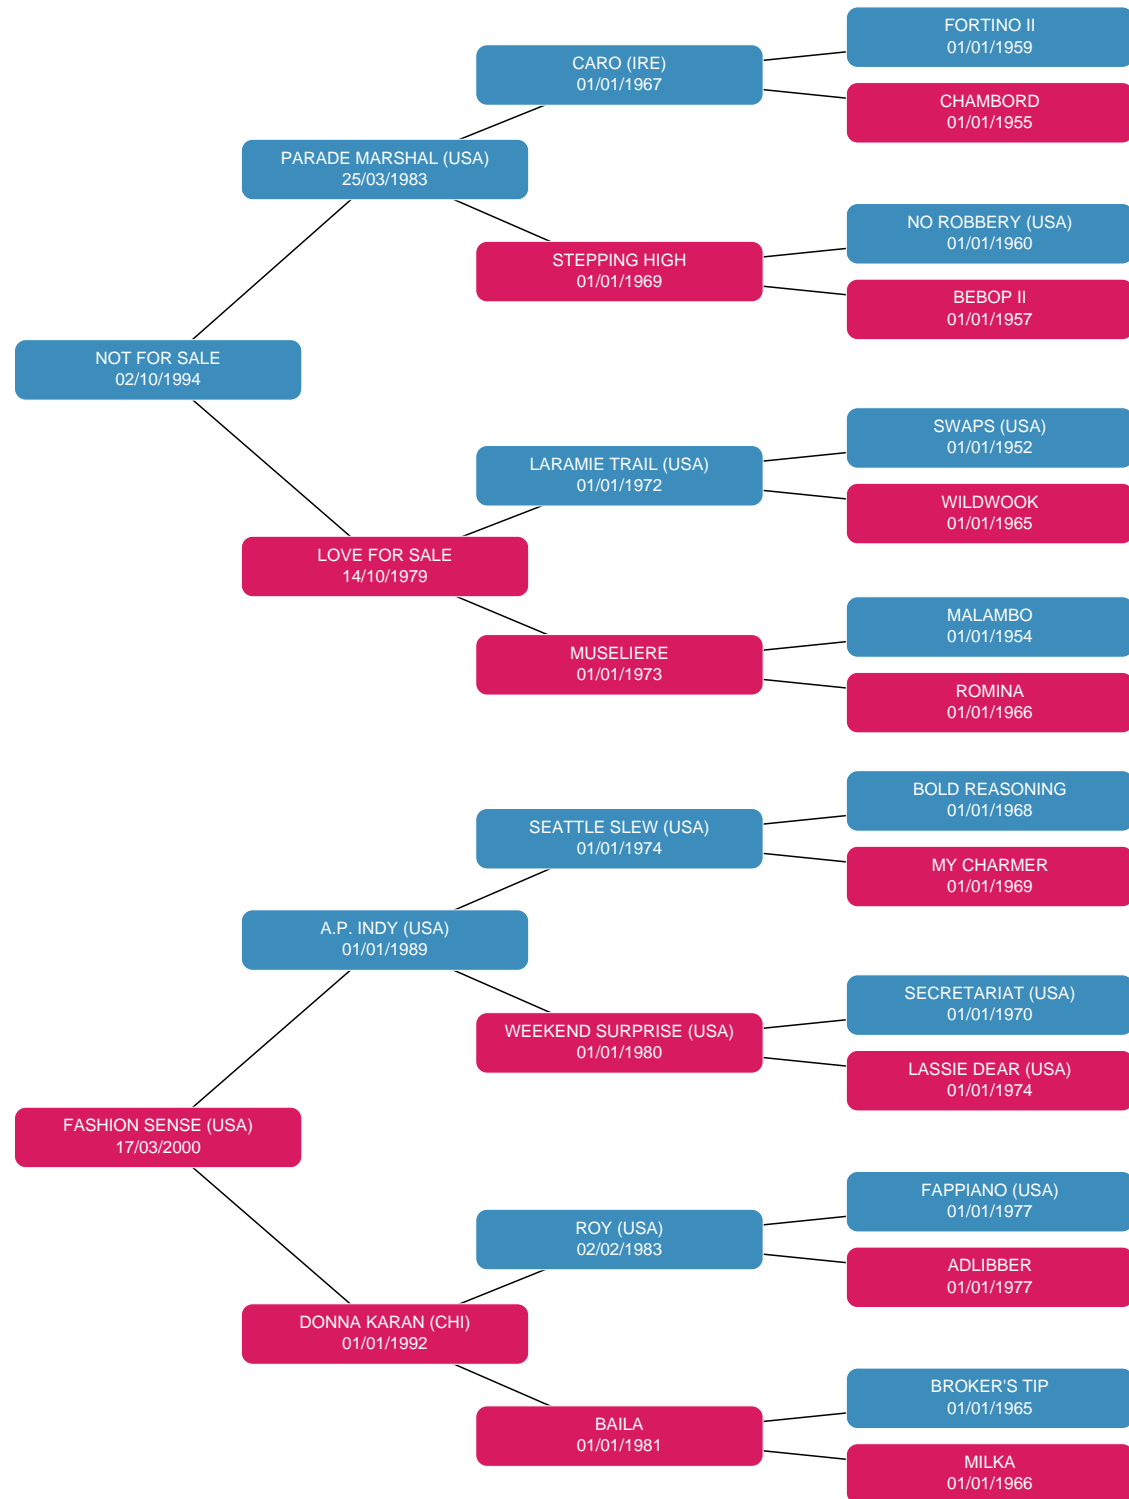 FORTINO II
01/01/1959
CARO (IRE)
01/01/1967
CHAMBORD
01/01/1955
PARADE MARSHAL (USA)
25/03/1983
NO ROBBERY (USA)
01/01/1960
STEPPING HIGH
01/01/1969
BEBOP II
01/01/1957
NOT FOR SALE
02/10/1994
SWAPS (USA)
01/01/1952
LARAMIE TRAIL (USA)
01/01/1972
WILDWOOK
01/01/1965
LOVE FOR SALE
14/10/1979
MALAMBO
01/01/1954
MUSELIERE
01/01/1973
ROMINA
01/01/1966
BOLD REASONING
01/01/1968
SEATTLE SLEW (USA)
01/01/1974
MY CHARMER
01/01/1969
A.P. INDY (USA)
01/01/1989
SECRETARIAT (USA)
01/01/1970
WEEKEND SURPRISE (USA)
01/01/1980
LASSIE DEAR (USA)
01/01/1974
FASHION SENSE (USA)
17/03/2000
FAPPIANO (USA)
01/01/1977
ROY (USA)
02/02/1983
ADLIBBER
01/01/1977
DONNA KARAN (CHI)
01/01/1992
BROKER'S TIP
01/01/1965
BAILA
01/01/1981
MILKA
01/01/1966